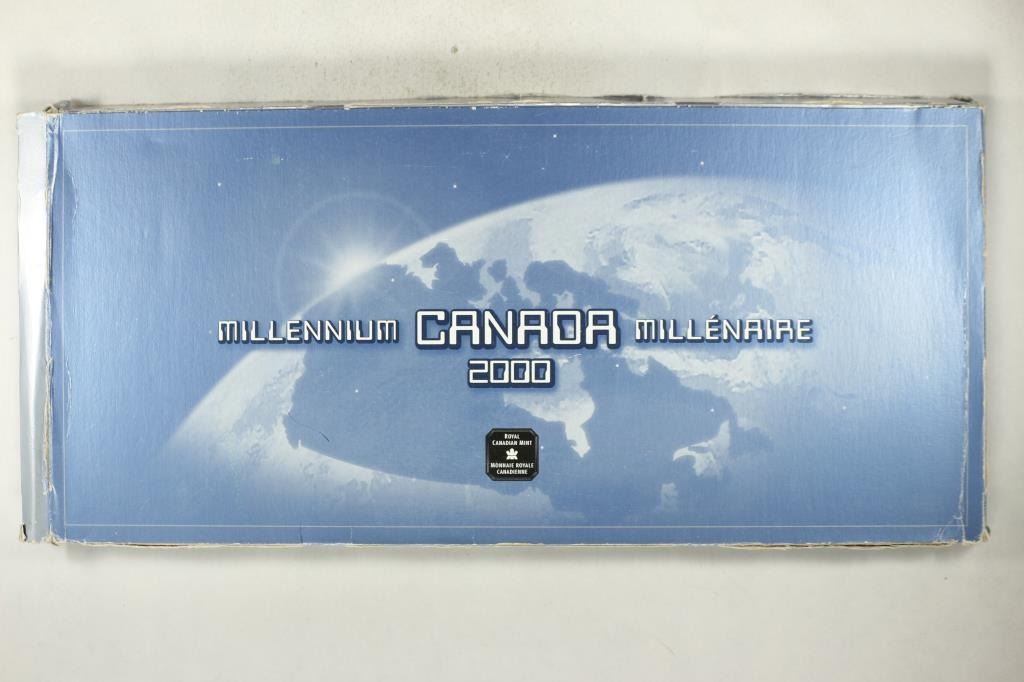 MILLENNIUM CANADA MILLÉNAIRE
2000
ROYAL
CANADIAN MINT
MONNAIE ROYALE
CANADIENNE